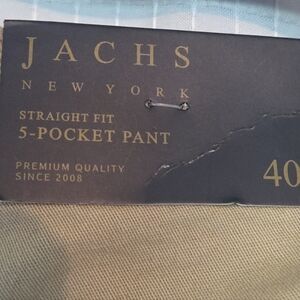 JACHS
NEW YORK
STRAIGHT FIT
5-POCKET PANT
PREMIUM QUALITY
SINCE 2008
40